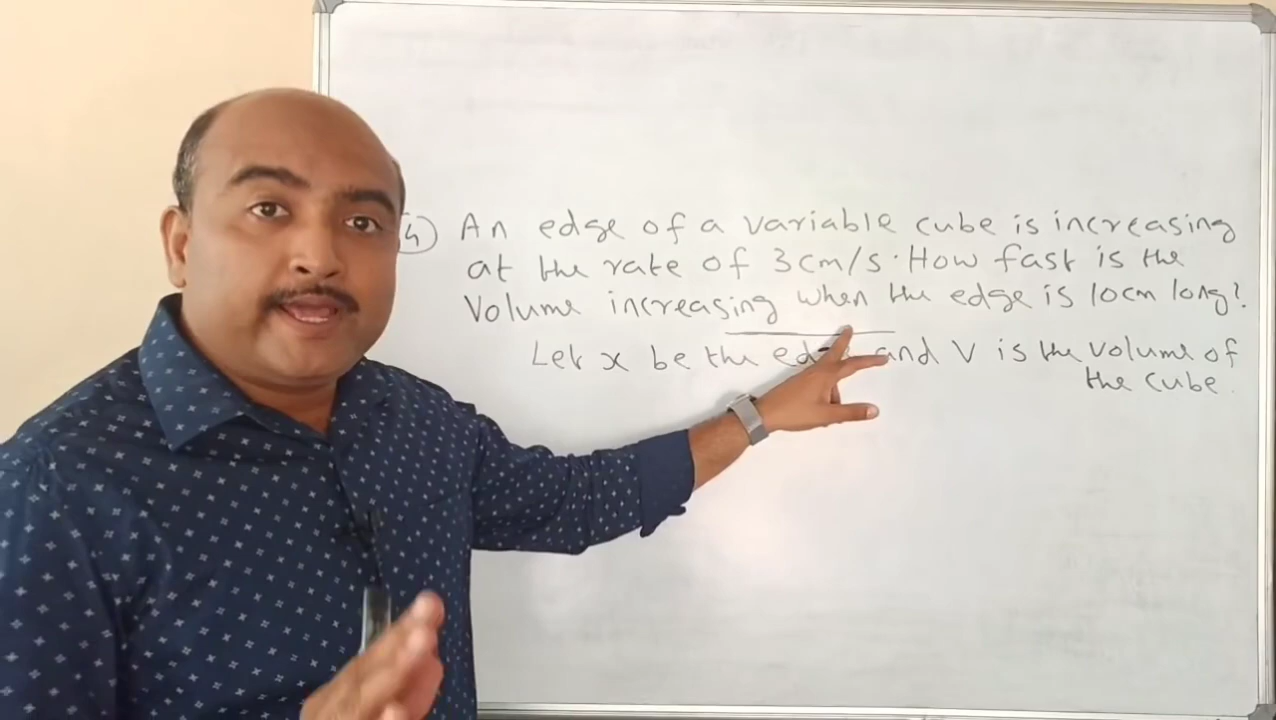 4) An edge of a variable cube is increasing
at the rate of 3cm/s. How fast is the
Volume increasing when the edge is 10cm long?
Let x be the edge and V is the volume of
the cube.